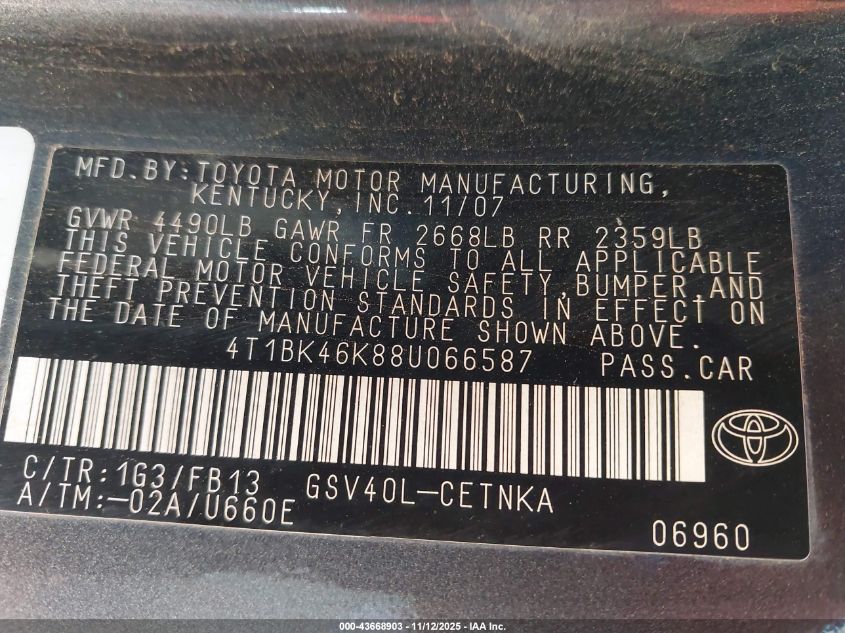 MFD.BY:TOYOTA MOTOR MANUFACTURING,
KENTUCKY,INC.11/07
GVWR 4490LB GAWR FR 2668LB RR 2359LB
THIS VEHICLE CONFORMS TO ALL APPLICABLE
FEDERAL MOTOR VEHICLE SAFETY,BUMPER,AND
THEFT PREVENTION STANDARDS IN EFFECT ON
THE DATE OF MANUFACTURE SHOWN ABOVE.
4T1BK46K88U066587 PASS.CAR
C/TR:1G3/FB13 GSV40L-CETNKA
A/TM:-02A/U660E
06960
000-43668903 - 11/12/2025 - IAA Inc.